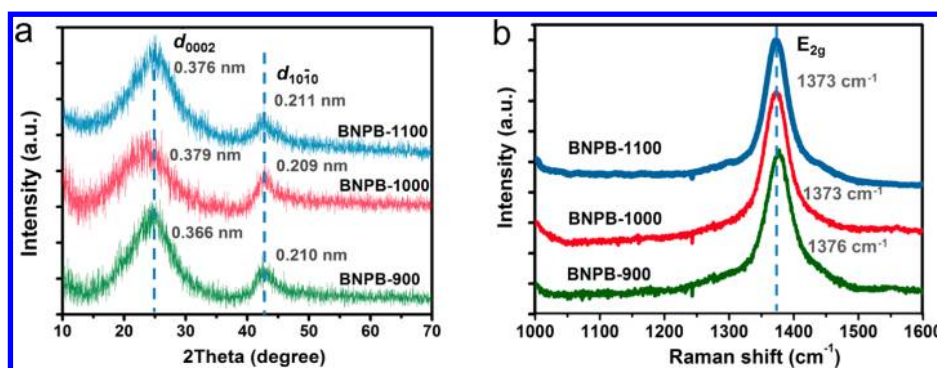 a
d0002
0.376 nm
d10-10
0.211 nm
BNPB-1100
0.379 nm
0.209 nm
BNPB-1000
0.366 nm
0.210 nm
BNPB-900
Intensity (a.u.)
10 20 30 40 50 60 70
2Theta (degree)
b
E2g
1373 cm-1
BNPB-1100
1373 cm-1
BNPB-1000
1376 cm-1
BNPB-900
Intensity (a.u.)
1000 1100 1200 1300 1400 1500 1600
Raman shift (cm-1)